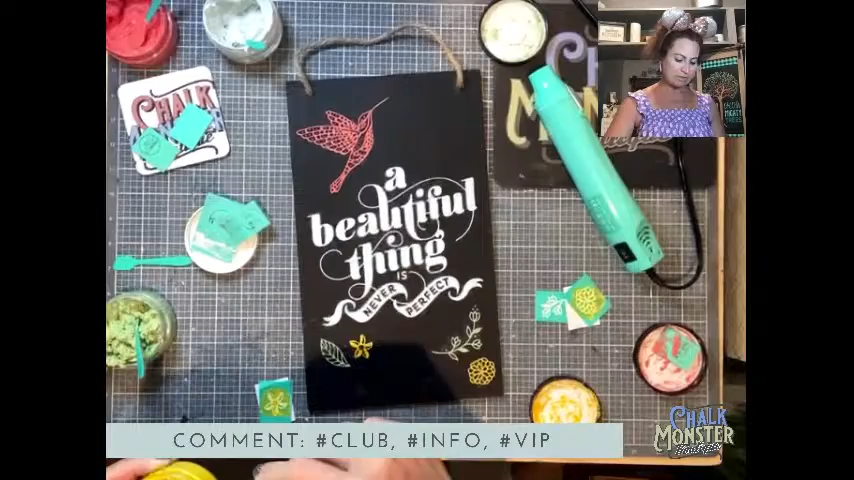 CHALK
a
beautiful
thing
IS
NEVER PERFECT
COMMENT: #CLUB, #INFO, #VIP
CHALK
MONSTER